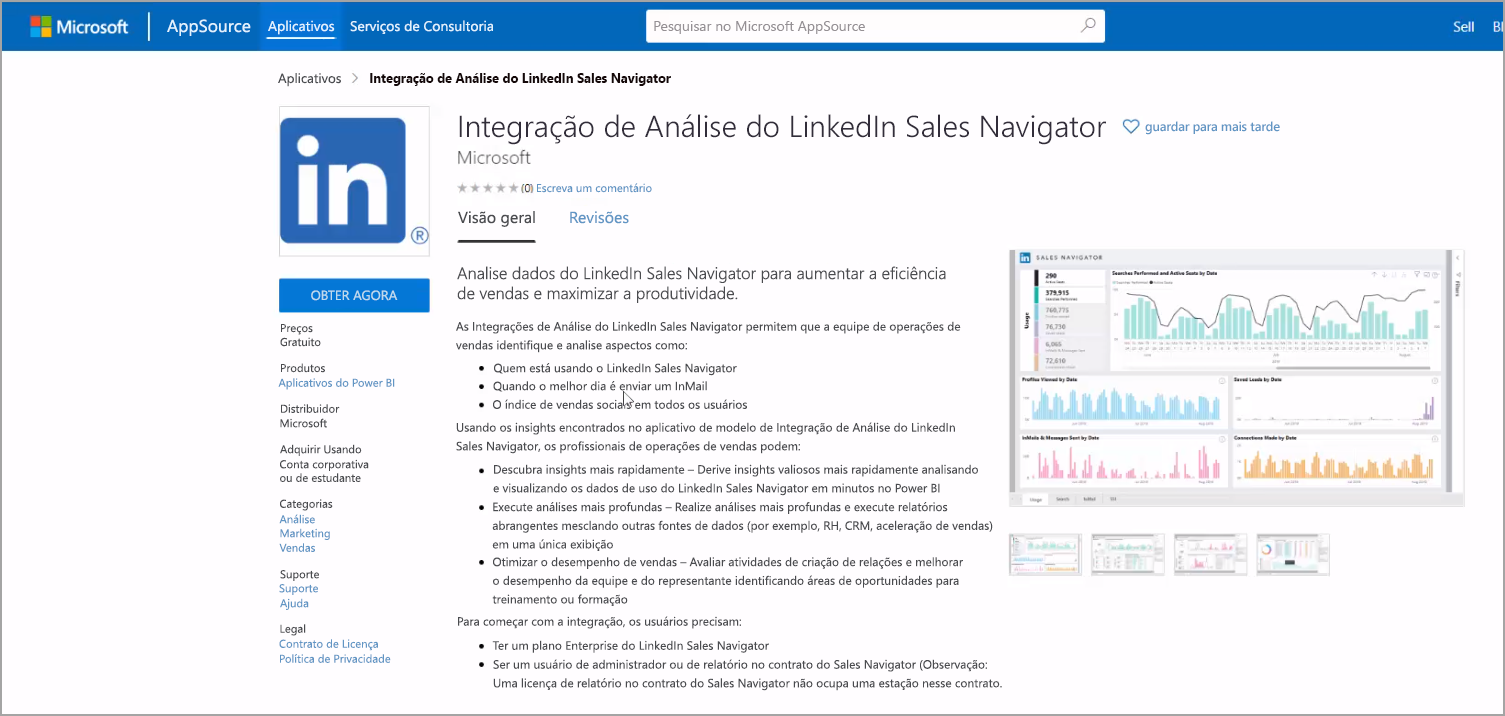 Microsoft
AppSource
Aplicativos
Serviços de Consultoria
Pesquisar no Microsoft AppSource
Sell
Aplicativos > Integração de Análise do LinkedIn Sales Navigator
in
®
Integração de Análise do LinkedIn Sales Navigator
guardar para mais tarde
Microsoft
(0) Escreva um comentário
Visão geral
Revisões
OBTER AGORA
Preços
Gratuito
Produtos
Aplicativos do Power BI
Distribuidor
Microsoft
Adquirir Usando
Conta corporativa
ou de estudante
Categorias
Análise
Marketing
Vendas
Suporte
Suporte
Ajuda
Legal
Contrato de Licença
Política de Privacidade
Analise dados do LinkedIn Sales Navigator para aumentar a eficiência
de vendas e maximizar a produtividade.
As Integrações de Análise do LinkedIn Sales Navigator permitem que a equipe de operações de
vendas identifique e analise aspectos como:
• Quem está usando o LinkedIn Sales Navigator
• Quando o melhor dia é enviar um InMail
• O índice de vendas sociais em todos os usuários
Usando os insights encontrados no aplicativo de modelo de Integração de Análise do LinkedIn
Sales Navigator, os profissionais de operações de vendas podem:
• Descubra insights mais rapidamente – Derive insights valiosos mais rapidamente analisando
e visualizando os dados de uso do LinkedIn Sales Navigator em minutos no Power BI
• Execute análises mais profundas – Realize análises mais profundas e execute relatórios
abrangentes mesclando outras fontes de dados (por exemplo, RH, CRM, aceleração de vendas)
em uma única exibição
• Otimizar o desempenho de vendas – Avaliar atividades de criação de relações e melhorar
o desempenho da equipe e do representante identificando áreas de oportunidades para
treinamento ou formação
Para começar com a integração, os usuários precisam:
• Ter um plano Enterprise do LinkedIn Sales Navigator
• Ser um usuário de administrador ou de relatório no contrato do Sales Navigator (Observação:
Uma licença de relatório no contrato do Sales Navigator não ocupa uma estação nesse contrato.
in SALES NAVIGATOR
Usage
290
Active Seats
379,915
Searches Performed
760,775
76,730
6,065
72,610
Searches Performed and Active Seats by Date
Filters
Profiles Viewed by Date
Saved Leads by Date
InMails & Messages Sent by Date
Connections Made by Date
Usage
Search
InMail
SSI